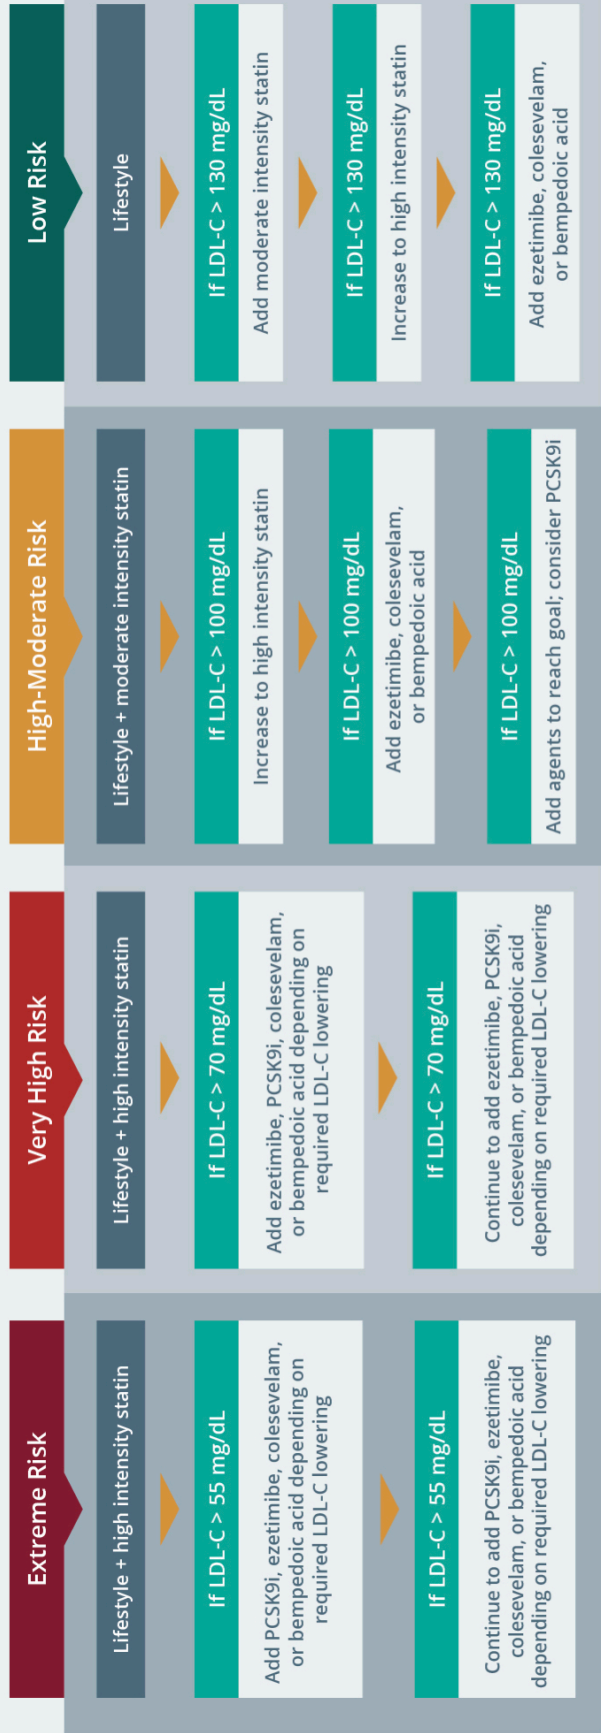 Extreme Risk
Lifestyle + high intensity statin
If LDL-C > 55 mg/dL
Add PCSK9i, ezetimibe, colesevelam,
or bempedoic acid depending on
required LDL-C lowering
If LDL-C > 55 mg/dL
Continue to add PCSK9i, ezetimibe,
colesevelam, or bempedoic acid
depending on required LDL-C lowering
Very High Risk
Lifestyle + high intensity statin
If LDL-C > 70 mg/dL
Add ezetimibe, PCSK9i, colesevelam,
or bempedoic acid depending on
required LDL-C lowering
If LDL-C > 70 mg/dL
Continue to add ezetimibe, PCSK9i,
colesevelam, or bempedoic acid
depending on required LDL-C lowering
High-Moderate Risk
Lifestyle + moderate intensity statin
If LDL-C > 100 mg/dL
Increase to high intensity statin
If LDL-C > 100 mg/dL
Add ezetimibe, colesevelam,
or bempedoic acid
If LDL-C > 100 mg/dL
Add agents to reach goal; consider PCSK9i
Low Risk
Lifestyle
If LDL-C > 130 mg/dL
Add moderate intensity statin
If LDL-C > 130 mg/dL
Increase to high intensity statin
If LDL-C > 130 mg/dL
Add ezetimibe, colesevelam,
or bempedoic acid